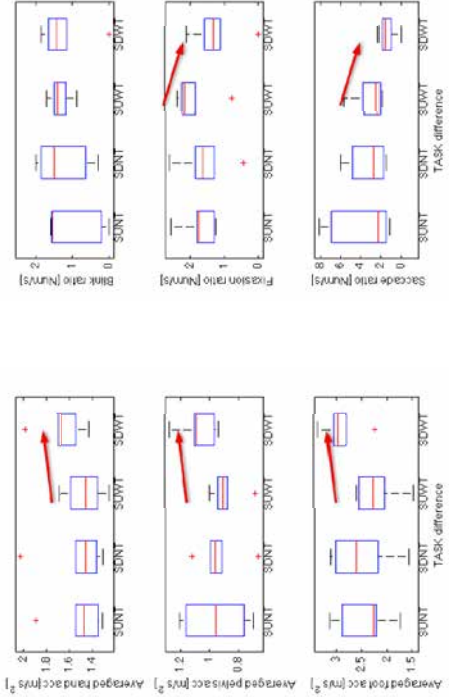 Averaged hand acc[m/s²]
2
1.8
1.6
1.4
SUNT SDNT SUWT SDWT
Averaged pelvis acc[m/s²]
1.2
1
0.8
SUNT SDNT SUWT SDWT
Averaged foot acc[m/s²]
3
2.5
2
1.5
SUNT SDNT SUWT SDWT
TASK difference
Blink ratio [Num/s]
2
1
0
SUNT SDNT SUWT SDWT
Fixasion ratio [Num/s]
2
1
0
SUNT SDNT SUWT SDWT
Saccade ratio [Num/s]
8
6
4
2
0
SUNT SDNT SUWT SDWT
TASK difference